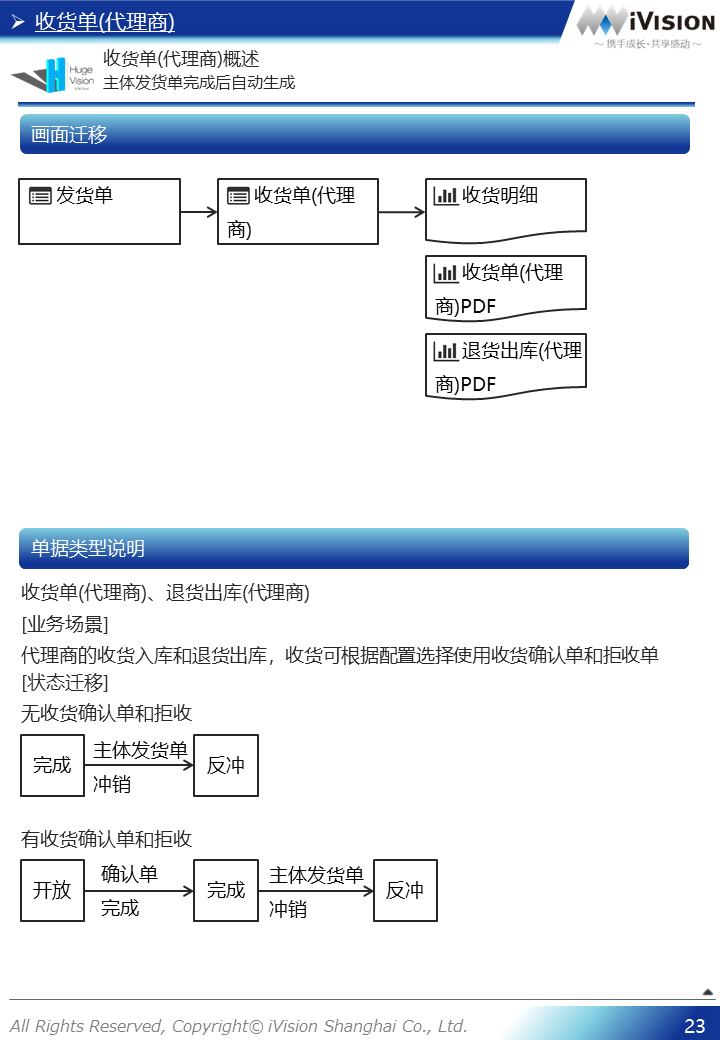 ➢ 收货单(代理商)
iVision
～携手成长·共享感动～
Huge
Vision
收货单(代理商)概述
主体发货单完成后自动生成
画面迁移
发货单
收货单(代理
商)
收货明细
收货单(代理
商)PDF
退货出库(代理
商)PDF
单据类型说明
收货单(代理商)、退货出库(代理商)
[业务场景]
代理商的收货入库和退货出库，收货可根据配置选择使用收货确认单和拒收单
[状态迁移]
无收货确认单和拒收
完成
主体发货单
冲销
反冲
有收货确认单和拒收
开放
确认单
完成
完成
主体发货单
冲销
反冲
All Rights Reserved, Copyright© iVision Shanghai Co., Ltd.
23